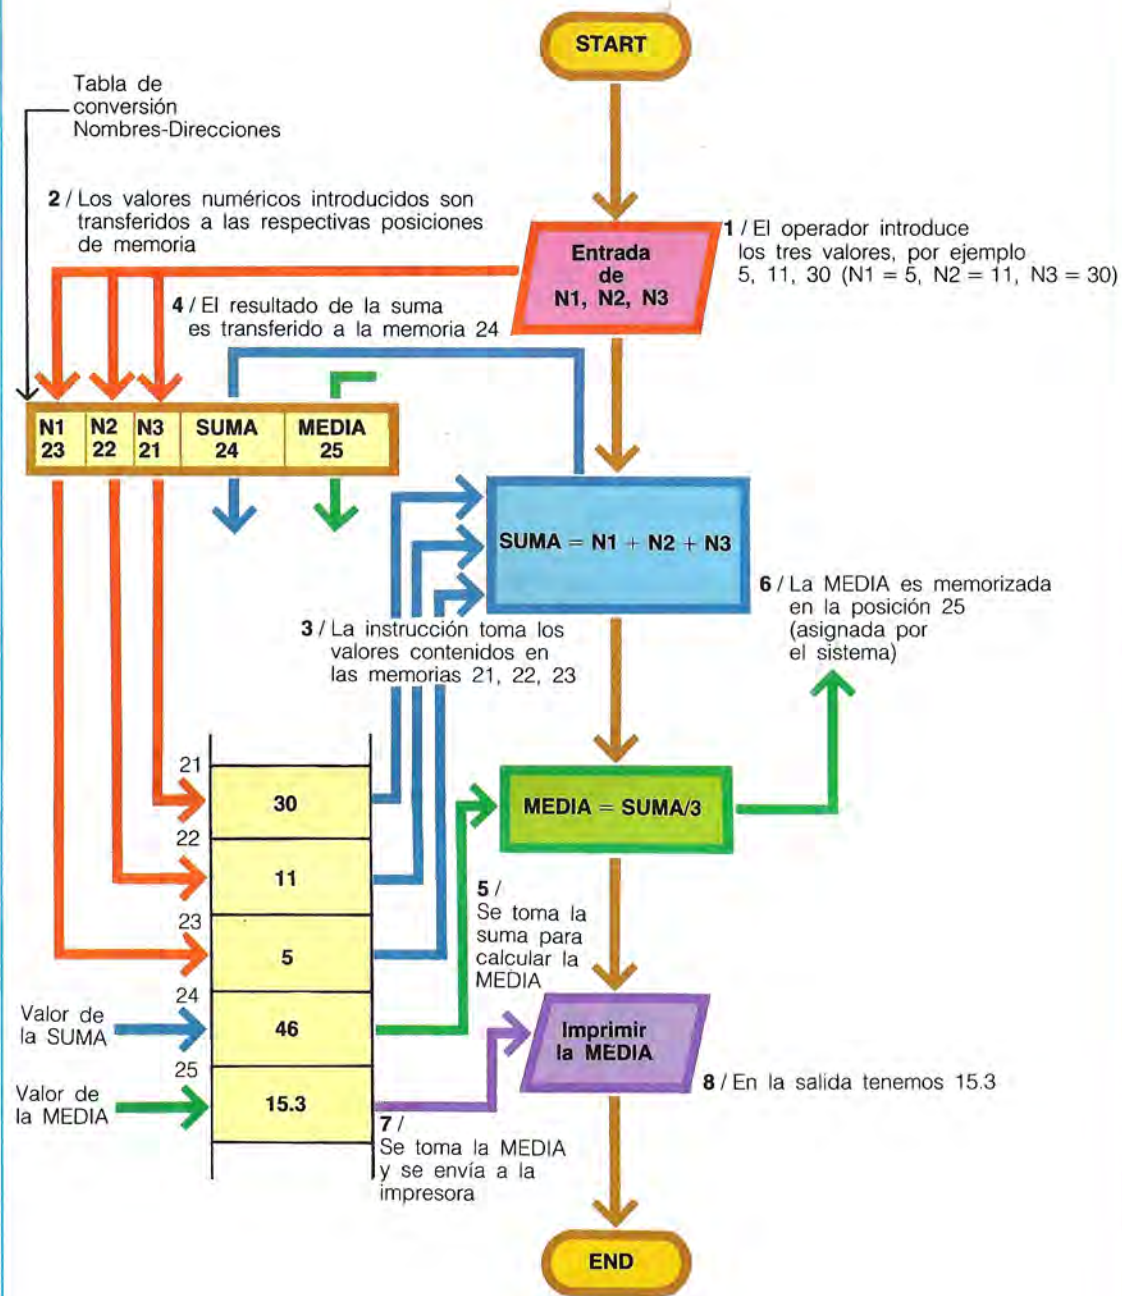 START
Tabla de
conversión
Nombres-Direcciones
2 / Los valores numéricos introducidos son
transferidos a las respectivas posiciones
de memoria
1 / El operador introduce
los tres valores, por ejemplo
5, 11, 30 (N1 = 5, N2 = 11, N3 = 30)
Entrada
de
N1, N2, N3
4 / El resultado de la suma
es transferido a la memoria 24
N1 N2 N3 SUMA MEDIA
23 22 21 24 25
SUMA = N1 + N2 + N3
6 / La MEDIA es memorizada
en la posición 25
(asignada por
el sistema)
3 / La instrucción toma los
valores contenidos en
las memorias 21, 22, 23
21
30
MEDIA = SUMA/3
22
11
5 /
Se toma la
suma para
calcular la
MEDIA
23
5
24
Valor de
la SUMA
46
Imprimir
la MEDIA
25
Valor de
la MEDIA
15.3
8 / En la salida tenemos 15.3
7 /
Se toma la MEDIA
y se envía a la
impresora
END